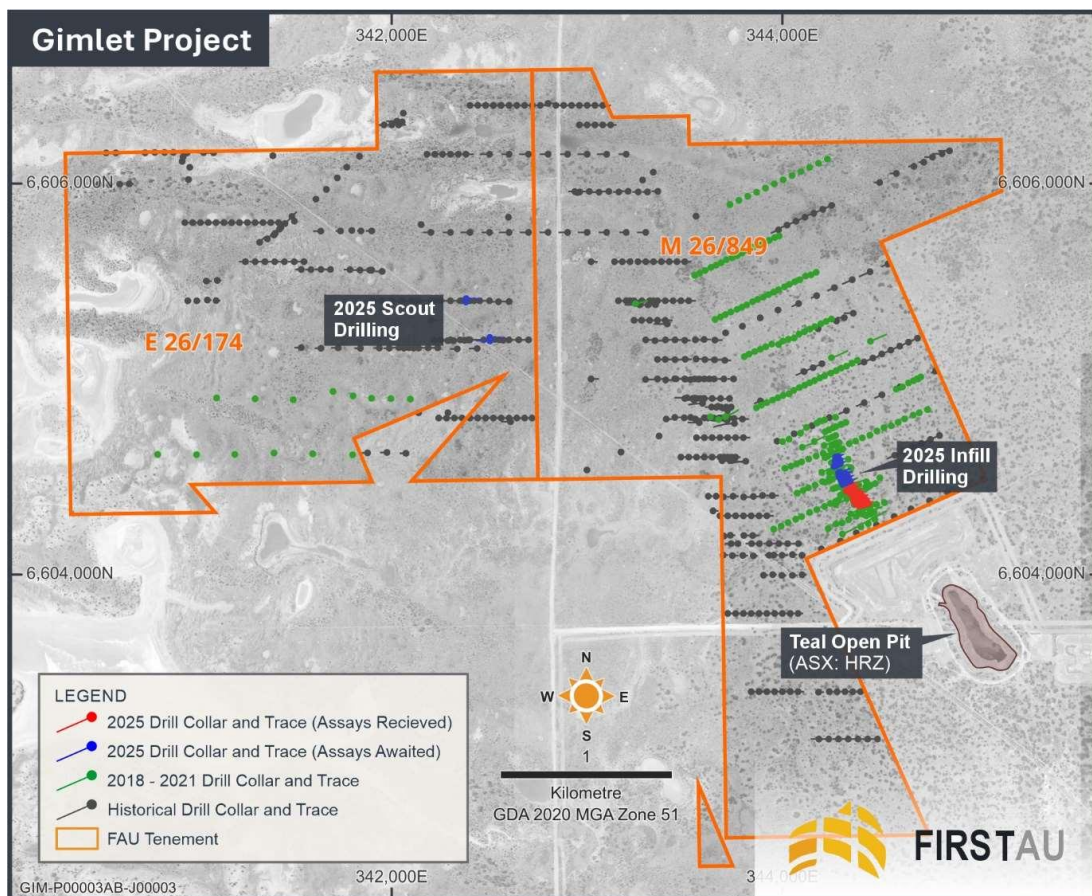 Gimlet Project
342,000E
344,000E
6,606,000N
6,606,000N
M 26/849
2025 Scout
Drilling
E 26/174
2025 Infill
Drilling
6,604,000N
6,604,000N
Teal Open Pit
(ASX: HRZ)
LEGEND
2025 Drill Collar and Trace (Assays Recieved)
2025 Drill Collar and Trace (Assays Awaited)
2018 - 2021 Drill Collar and Trace
Historical Drill Collar and Trace
FAU Tenement
N
W E
S
1
Kilometre
GDA 2020 MGA Zone 51
FIRSTAU
GIM-P00003AB-J00003
342,000E
344,000E